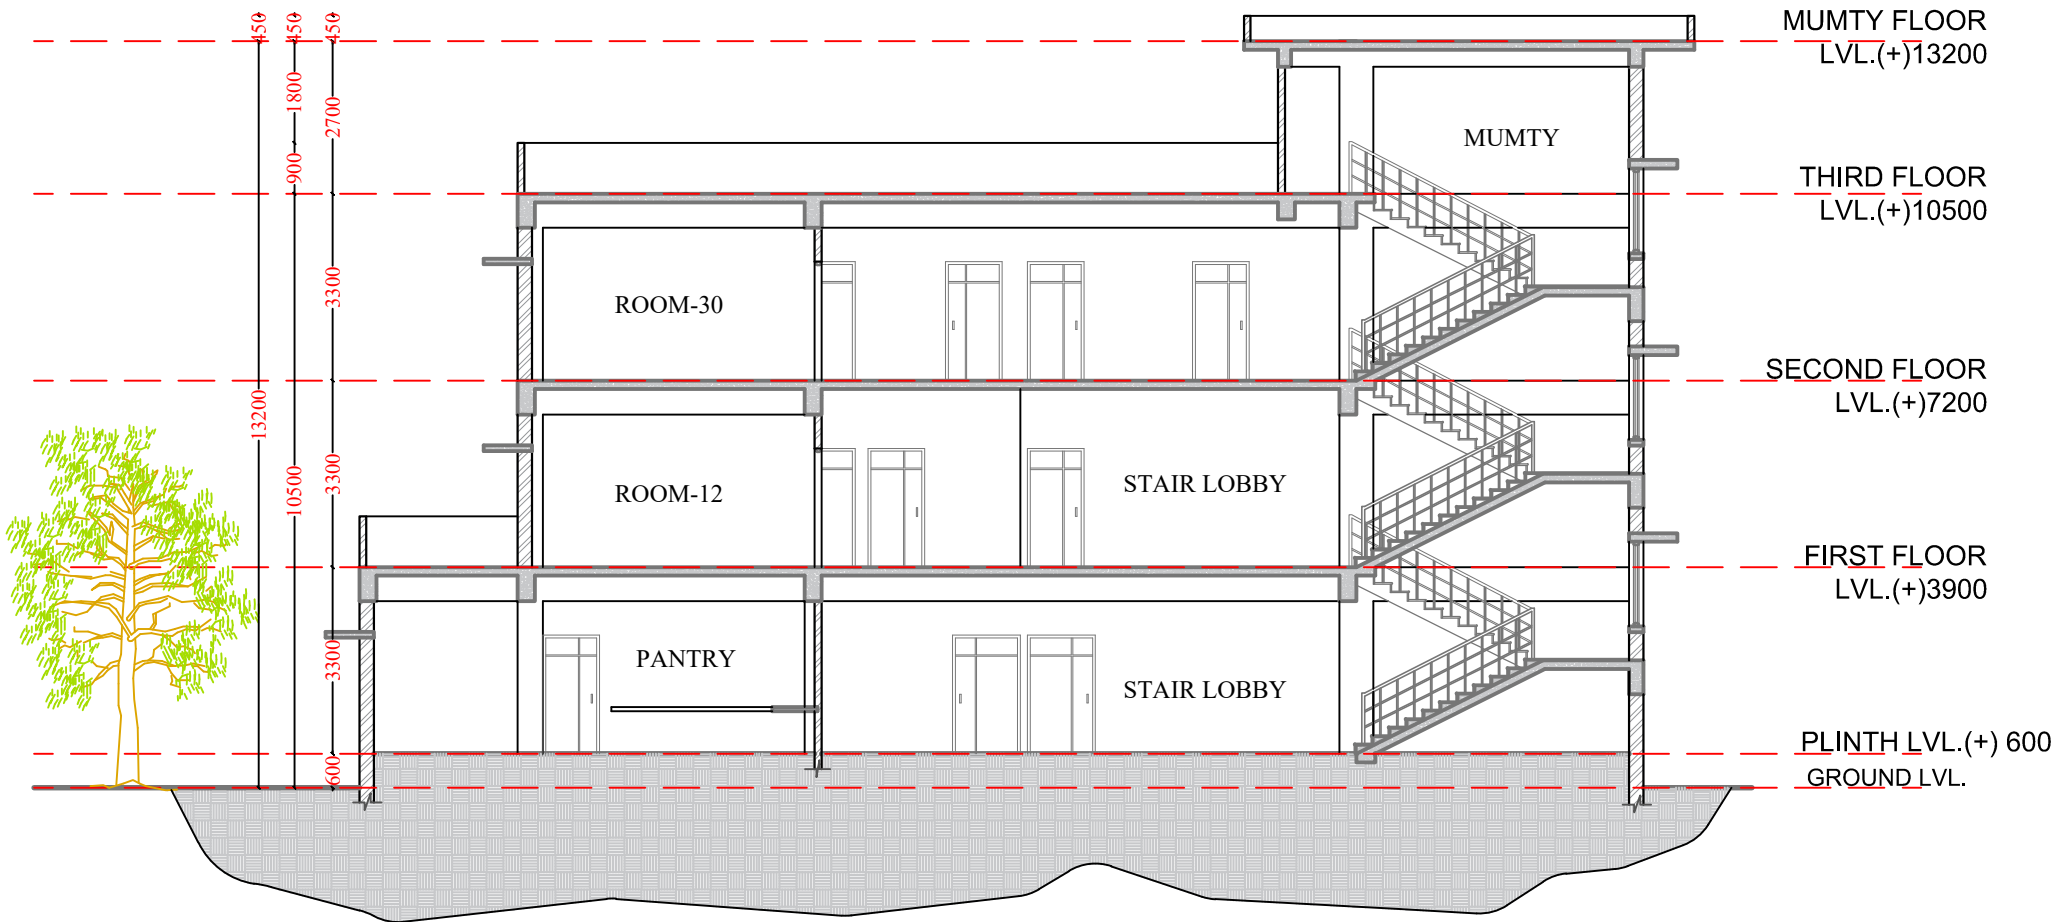 450
450
450
MUMTY FLOOR
LVL.(+)13200
1800
2700
MUMTY
900
THIRD FLOOR
LVL.(+)10500
3300
ROOM-30
SECOND FLOOR
LVL.(+)7200
13200
10500
3300
ROOM-12
STAIR LOBBY
FIRST FLOOR
LVL.(+)3900
3300
PANTRY
STAIR LOBBY
PLINTH LVL.(+) 600
600
GROUND LVL.